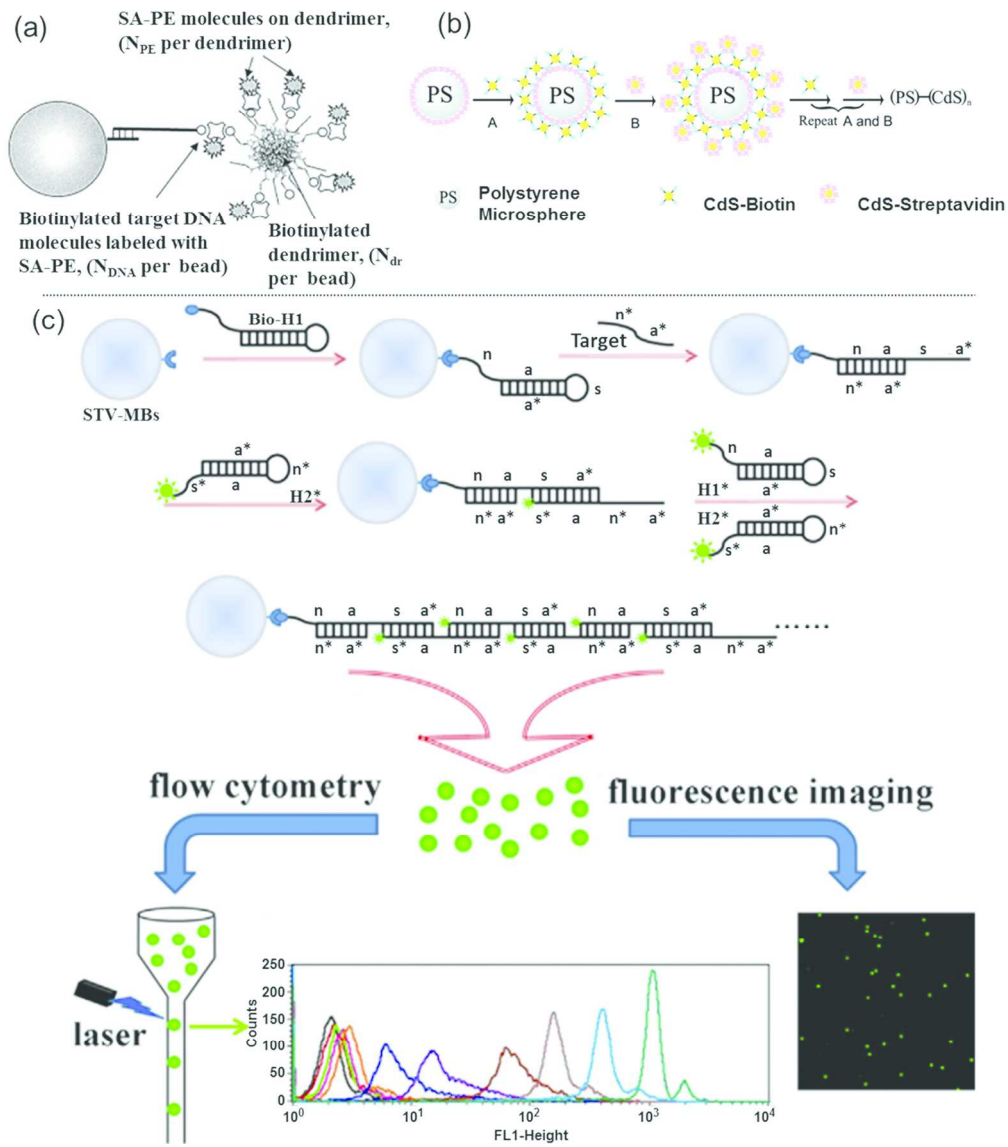 (a)
SA-PE molecules on dendrimer,
(N_PE per dendrimer)
Biotinylated target DNA
molecules labeled with
SA-PE, (N_DNA per bead)
Biotinylated
dendrimer, (N_dr
per bead)
(b)
PS
A
PS
B
PS
Repeat A and B
(PS)-(CdS)n
PS Polystyrene
Microsphere
CdS-Biotin
CdS-Streptavidin
(c)
STV-MBs
Bio-H1
n
a
a*
s
Target
n*
a*
n a s a*
n* a*
a*
n*
s*
a
H2*
n a s a*
n* a* s* a n* a*
n a
s
H1* a*
H2* a*
n*
s* a
n a s a* n a s a* n a s a*
n* a* s* a n* a* s* a n* a* s* a n* a*
......
flow cytometry
fluorescence imaging
laser
Counts
250
200
150
100
50
0
10^0 10^1 10^2 10^3 10^4
FL1-Height